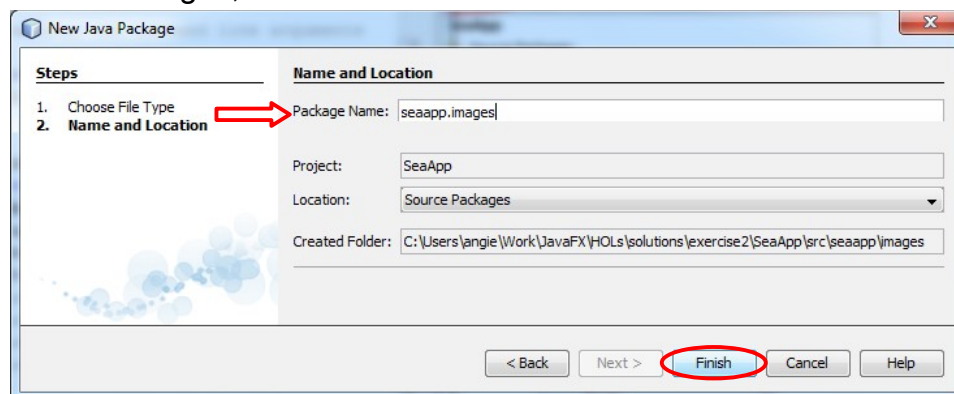 New Java Package
Steps
1. Choose File Type
2. Name and Location
Name and Location
Package Name: seaapp.images
Project: SeaApp
Location: Source Packages
Created Folder: C:\Users\angie\Work\JavaFX\HOLs\solutions\exercise2\SeaApp\src\seaapp\images
< Back Next > Finish Cancel Help